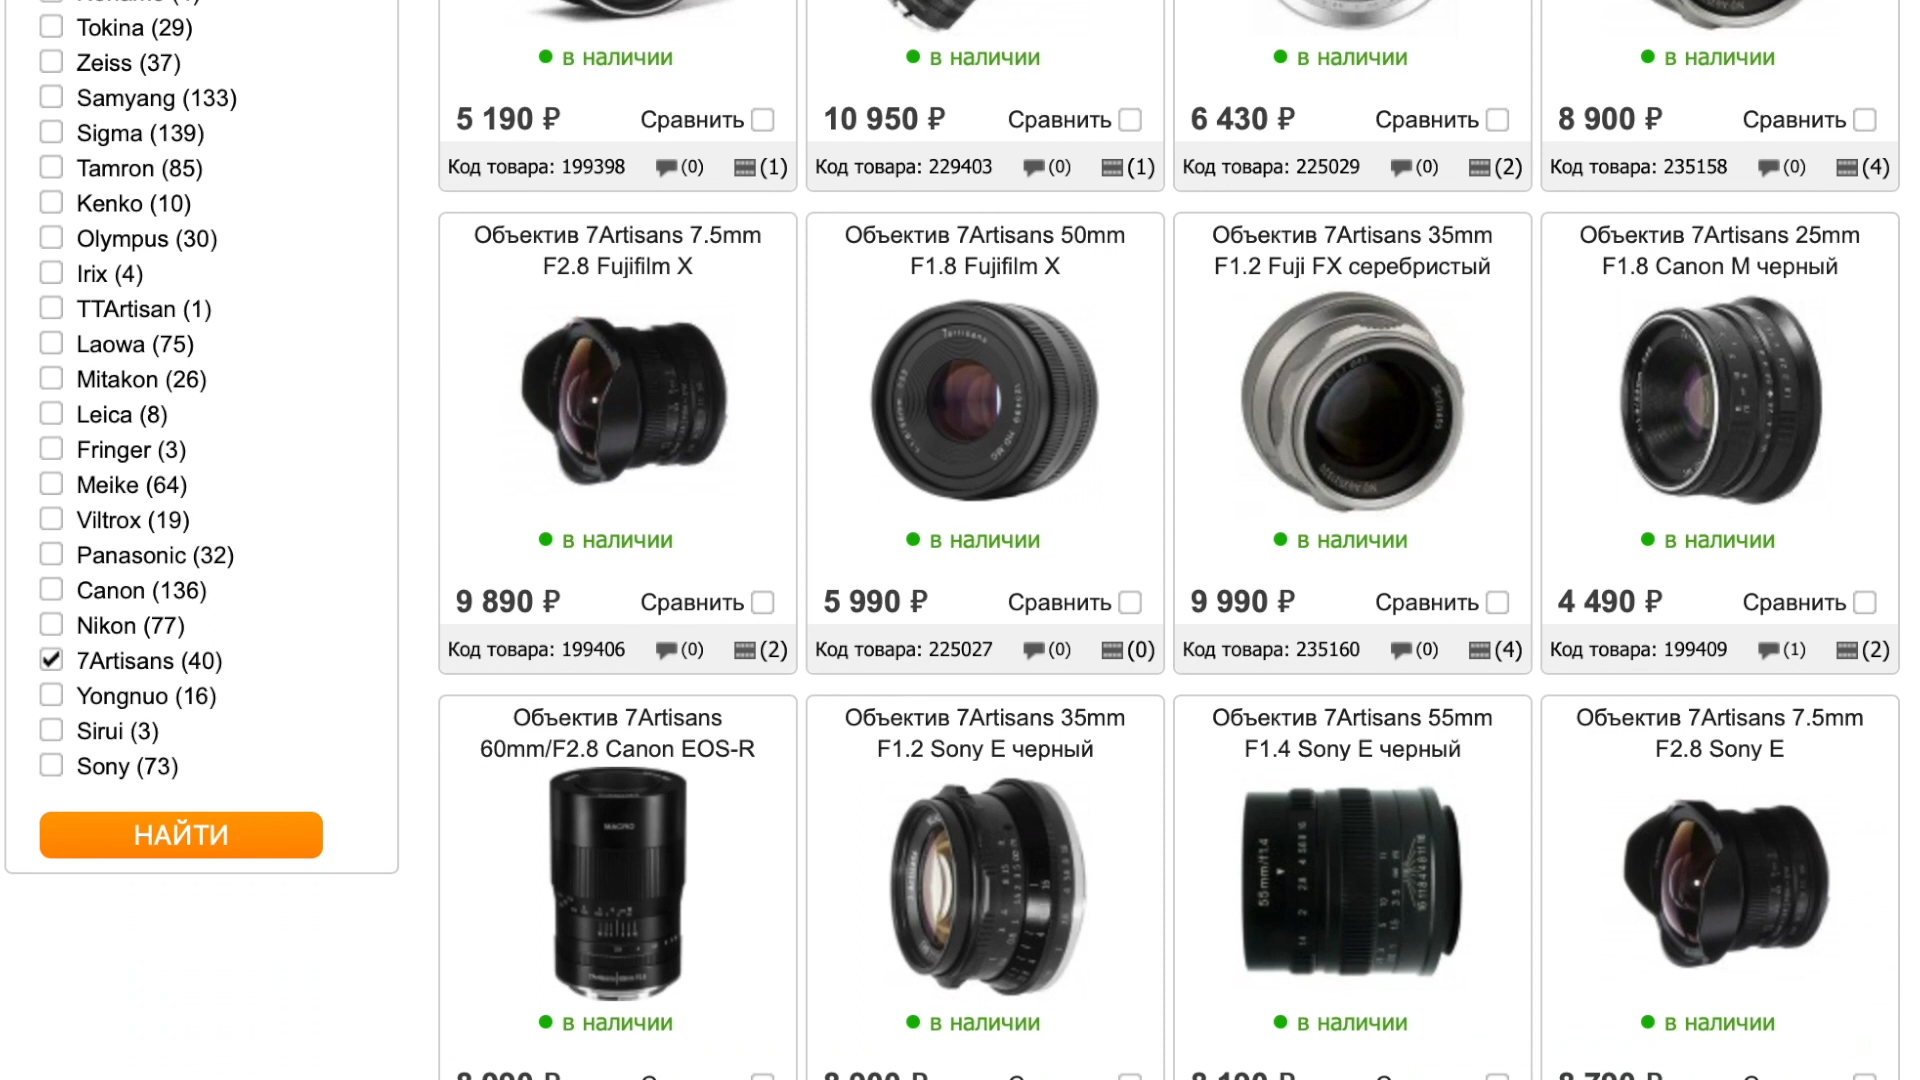 Tokina (29)
Zeiss (37)
Samyang (133)
Sigma (139)
Tamron (85)
Kenko (10)
Olympus (30)
Irix (4)
TTArtisan (1)
Laowa (75)
Mitakon (26)
Leica (8)
Fringer (3)
Meike (64)
Viltrox (19)
Panasonic (32)
Canon (136)
Nikon (77)
7Artisans (40)
Yongnuo (16)
Sirui (3)
Sony (73)
НАЙТИ
в наличии
5 190 ₽ Сравнить
Код товара: 199398 (0) (1)
в наличии
10 950 ₽ Сравнить
Код товара: 229403 (0) (1)
в наличии
6 430 ₽ Сравнить
Код товара: 225029 (0) (2)
в наличии
8 900 ₽ Сравнить
Код товара: 235158 (0) (4)
Объектив 7Artisans 7.5mm
F2.8 Fujifilm X
в наличии
9 890 ₽ Сравнить
Код товара: 199406 (0) (2)
Объектив 7Artisans 50mm
F1.8 Fujifilm X
7artisans
в наличии
5 990 ₽ Сравнить
Код товара: 225027 (0) (0)
Объектив 7Artisans 35mm
F1.2 Fuji FX серебристый
в наличии
9 990 ₽ Сравнить
Код товара: 235160 (0) (4)
Объектив 7Artisans 25mm
F1.8 Canon M черный
в наличии
4 490 ₽ Сравнить
Код товара: 199409 (1) (2)
Объектив 7Artisans
60mm/F2.8 Canon EOS-R
MACRO
в наличии
Объектив 7Artisans 35mm
F1.2 Sony E черный
в наличии
Объектив 7Artisans 55mm
F1.4 Sony E черный
55mm/f1.4
в наличии
Объектив 7Artisans 7.5mm
F2.8 Sony E
в наличии